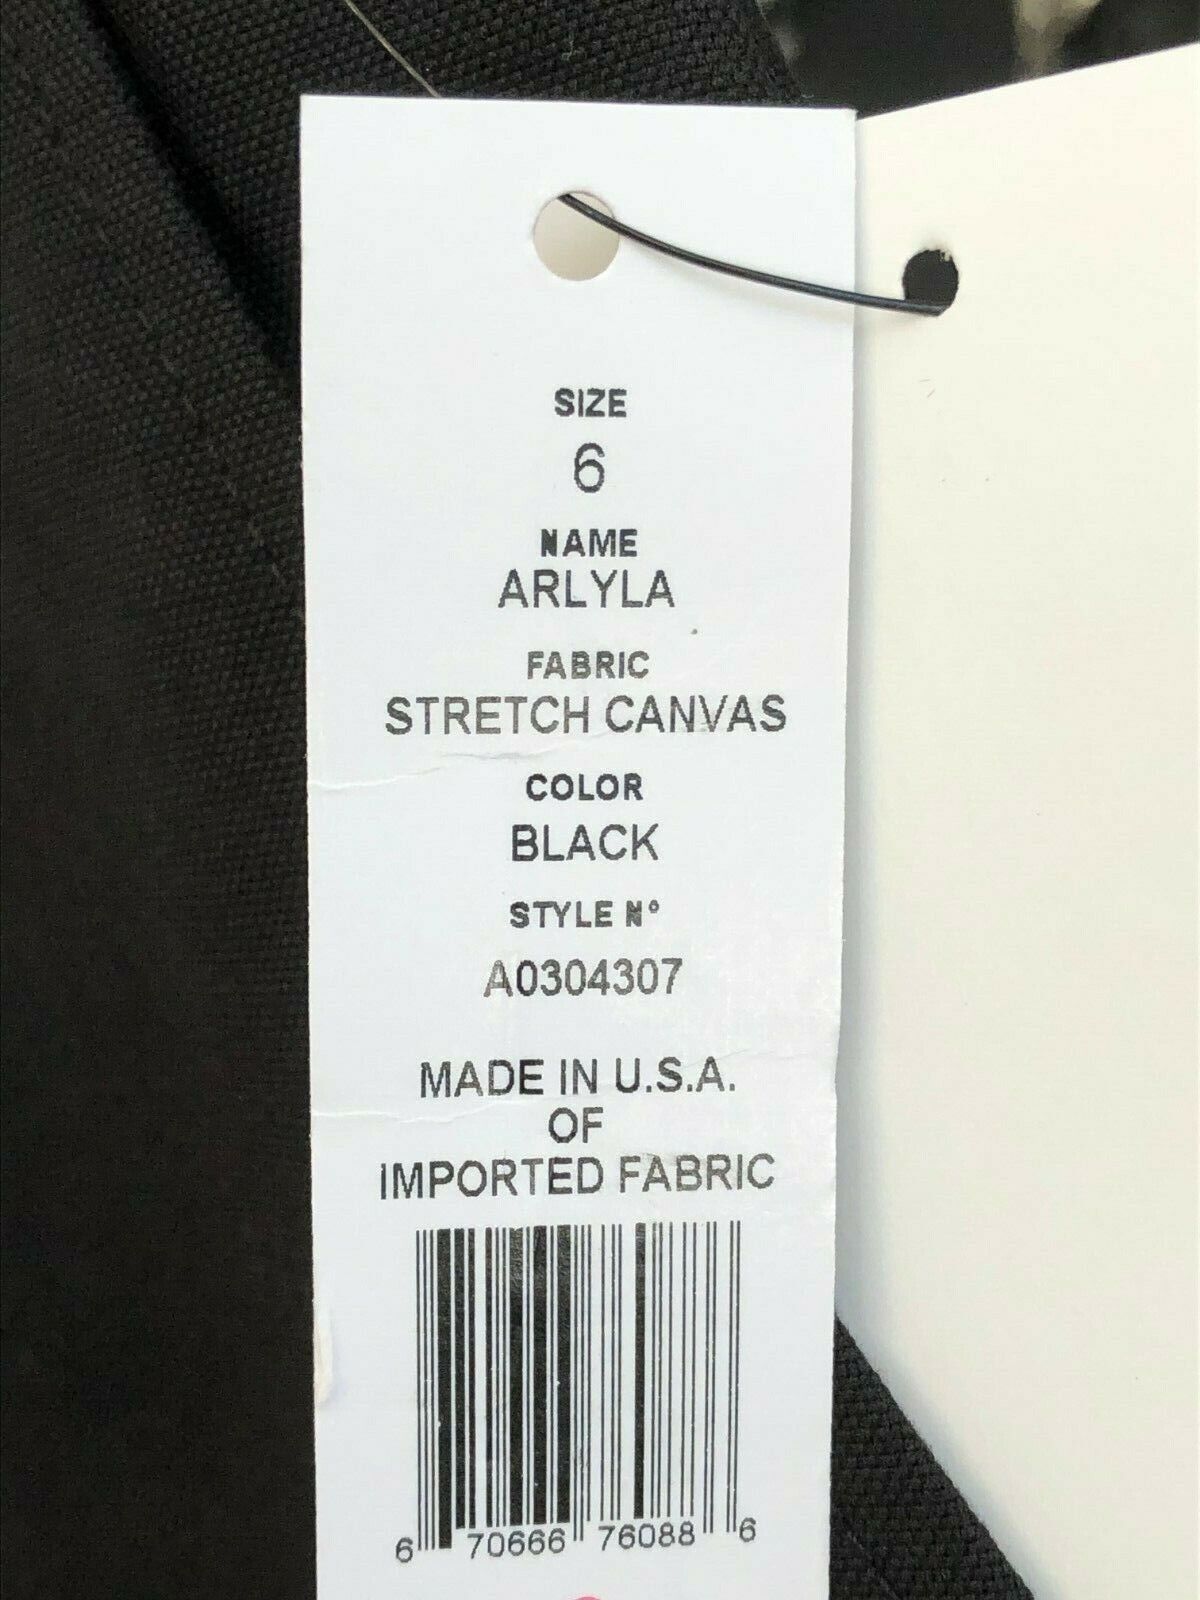 SIZE
6
NAME
ARLYLA
FABRIC
STRETCH CANVAS
COLOR
BLACK
STYLE N°
A0304307
MADE IN U.S.A.
OF
IMPORTED FABRIC
6 70666 76088 6